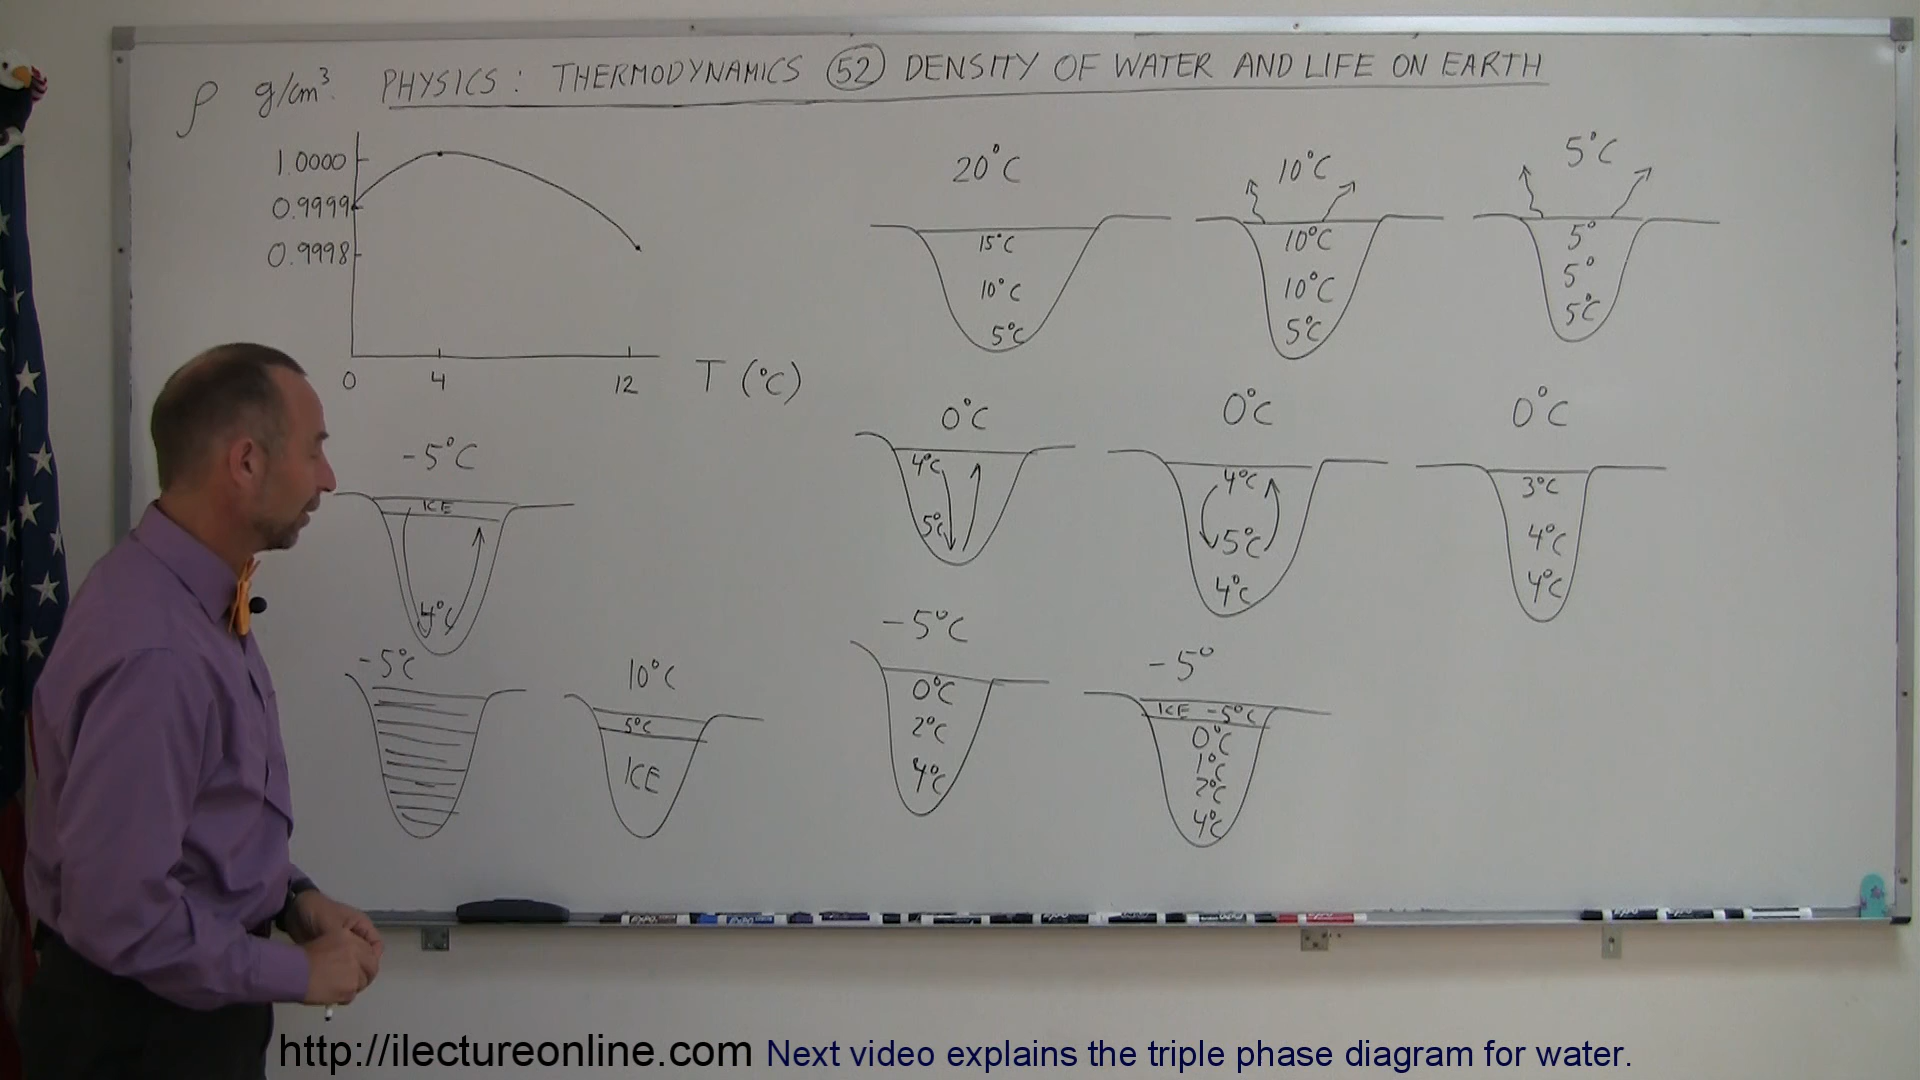 ρ g/cm³. PHYSICS: THERMODYNAMICS 52 DENSITY OF WATER AND LIFE ON EARTH
1.0000
0.9999
0.9998
0 4 12 T (°C)
20°C
15°C
10°C
5°C
10°C
10°C
10°C
5°C
5°C
5°
5°
5°C
0°C
4°C
5°C
0°C
4°C
5°C
4°C
0°C
3°C
4°C
4°C
-5°C
ICE
4°C
-5°C
10°C
5°C
ICE
-5°C
0°C
2°C
4°C
-5°
ICE -5°C
0°C
1°C
2°C
4°C
http://ilectureonline.com Next video explains the triple phase diagram for water.